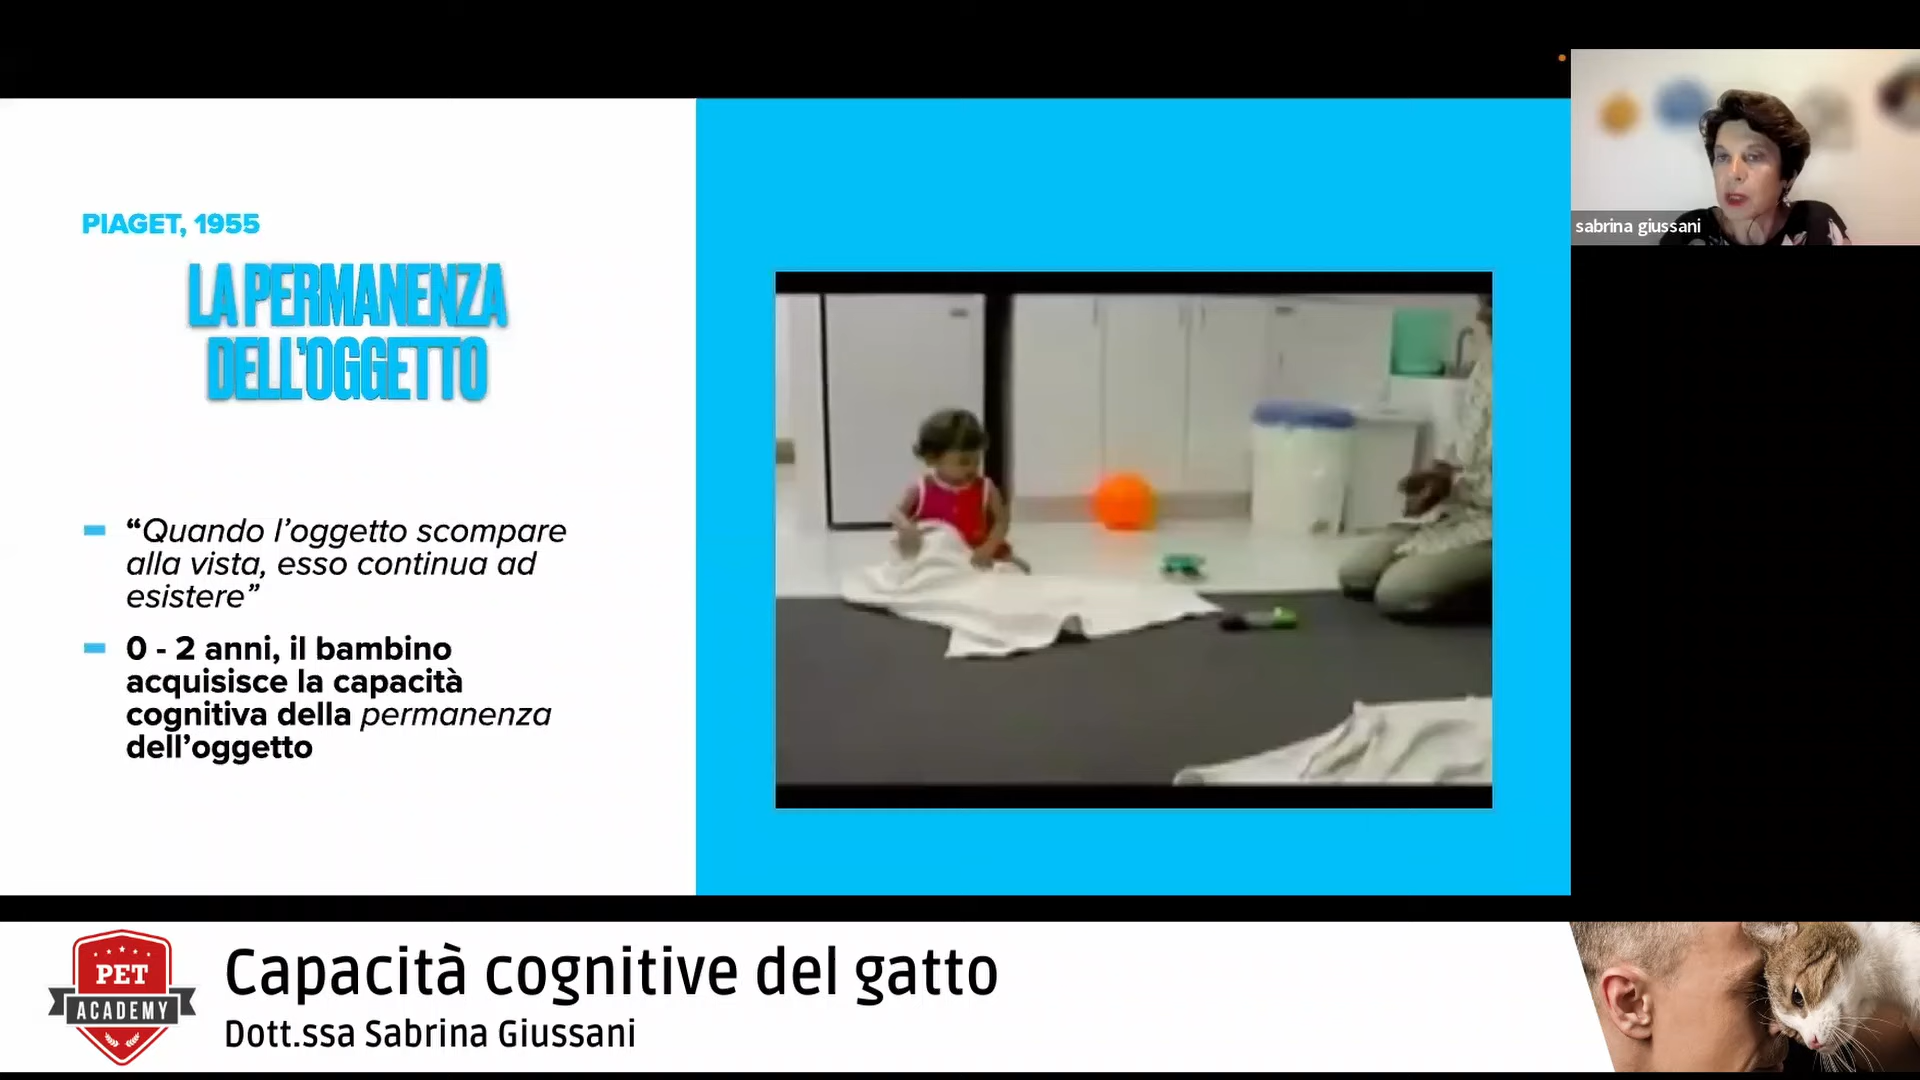 PIAGET, 1955
LA PERMANENZA
DELL'OGGETTO
“Quando l’oggetto scompare
alla vista, esso continua ad
esistere”
0 - 2 anni, il bambino
acquisisce la capacità
cognitiva della permanenza
dell’oggetto
sabrina giussani
PET
ACADEMY
Capacità cognitive del gatto
Dott.ssa Sabrina Giussani